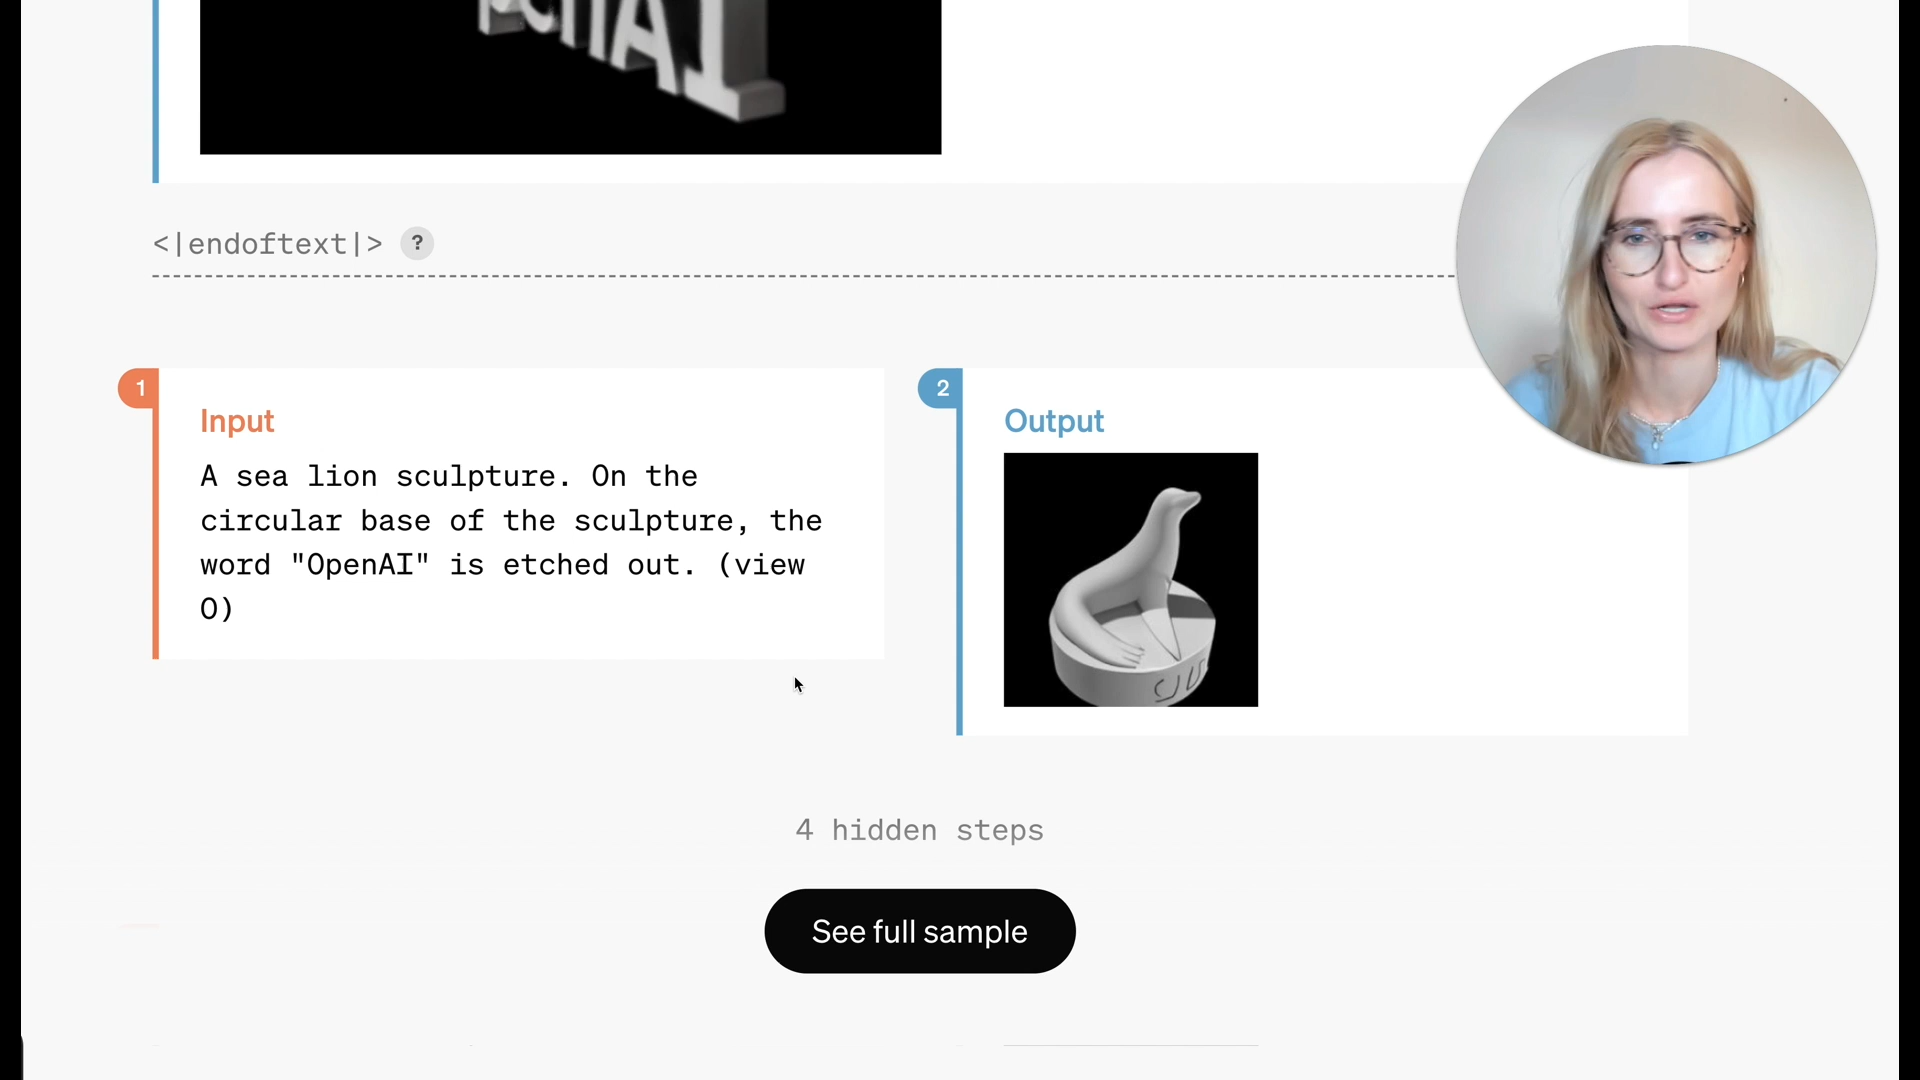 <|endoftext|> ?
1
Input
A sea lion sculpture. On the
circular base of the sculpture, the
word "OpenAI" is etched out. (view
0)
2
Output
4 hidden steps
See full sample